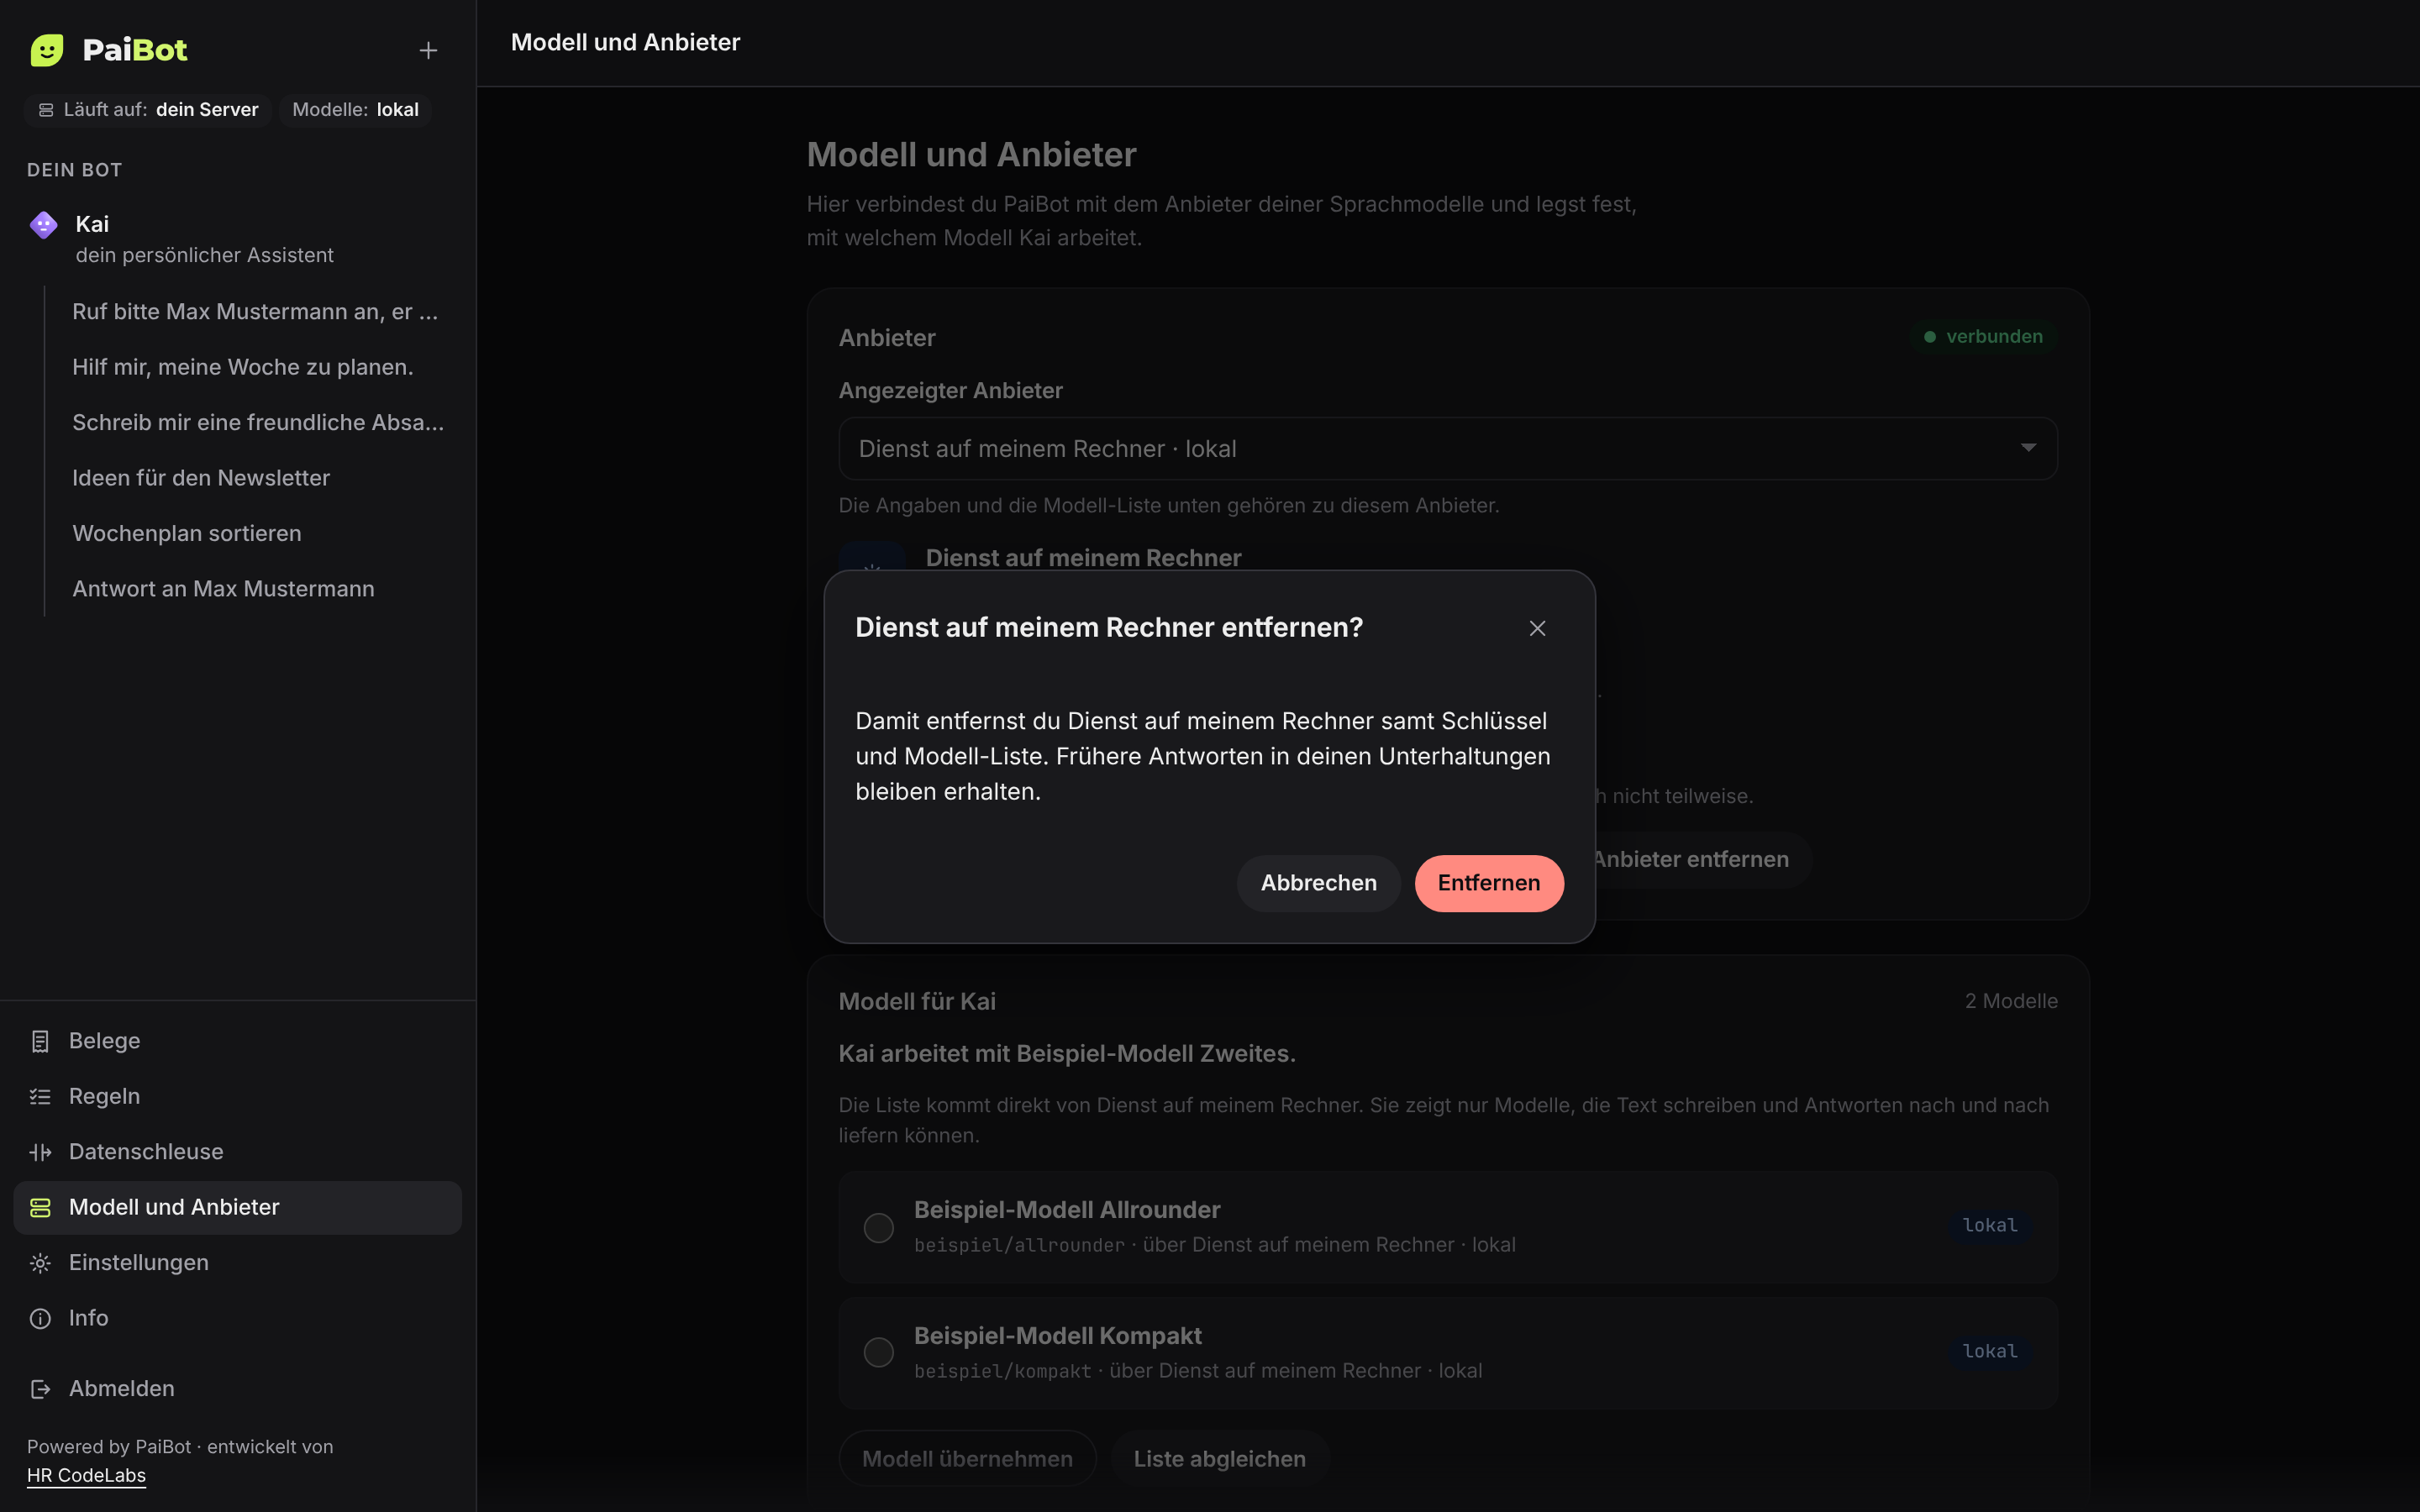 PaiBot
Läuft auf: dein Server
Modelle: lokal
DEIN BOT
Kai
dein persönlicher Assistent
Ruf bitte Max Mustermann an, er ...
Hilf mir, meine Woche zu planen.
Schreib mir eine freundliche Absa...
Ideen für den Newsletter
Wochenplan sortieren
Antwort an Max Mustermann
Belege
Regeln
Datenschleuse
Modell und Anbieter
Einstellungen
Info
Abmelden
Powered by PaiBot · entwickelt von
HR CodeLabs
Modell und Anbieter
Modell und Anbieter
Hier verbindest du PaiBot mit dem Anbieter deiner Sprachmodelle und legst fest,
mit welchem Modell Kai arbeitet.
Anbieter
verbunden
Angezeigter Anbieter
Dienst auf meinem Rechner · lokal
Die Angaben und die Modell-Liste unten gehören zu diesem Anbieter.
Dienst auf meinem Rechner
Dienst auf meinem Rechner entfernen?
Damit entfernst du Dienst auf meinem Rechner samt Schlüssel
und Modell-Liste. Frühere Antworten in deinen Unterhaltungen
bleiben erhalten.
nicht teilweise.
Abbrechen
Entfernen
Anbieter entfernen
Modell für Kai
2 Modelle
Kai arbeitet mit Beispiel-Modell Zweites.
Die Liste kommt direkt von Dienst auf meinem Rechner. Sie zeigt nur Modelle, die Text schreiben und Antworten nach und nach
liefern können.
Beispiel-Modell Allrounder
beispiel/allrounder · über Dienst auf meinem Rechner · lokal
lokal
Beispiel-Modell Kompakt
beispiel/kompakt · über Dienst auf meinem Rechner · lokal
lokal
Modell übernehmen
Liste abgleichen